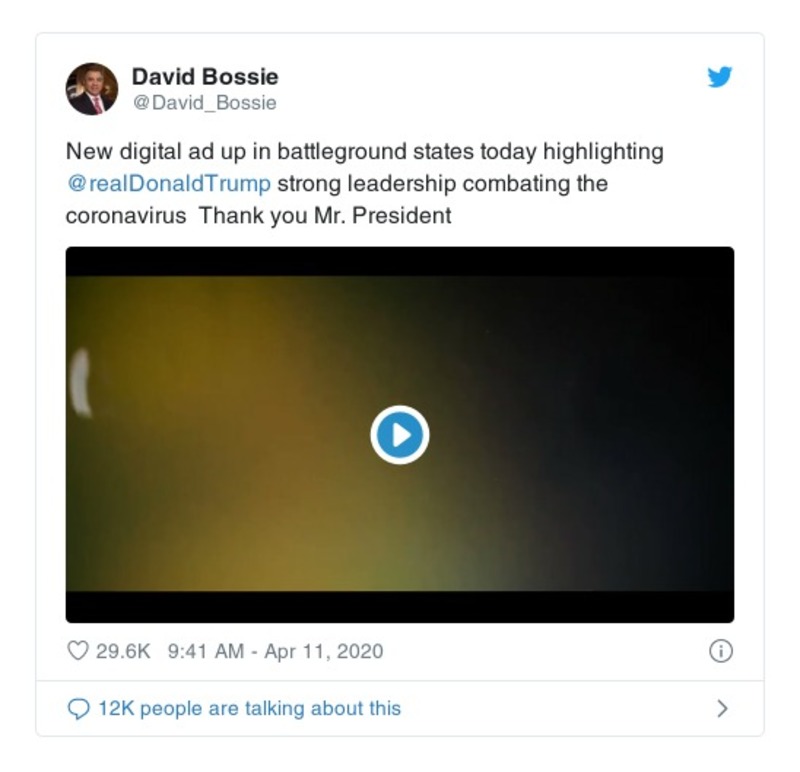 David Bossie
@David_Bossie
New digital ad up in battleground states today highlighting
@realDonaldTrump strong leadership combating the
coronavirus  Thank you Mr. President
29.6K 9:41 AM - Apr 11, 2020
12K people are talking about this